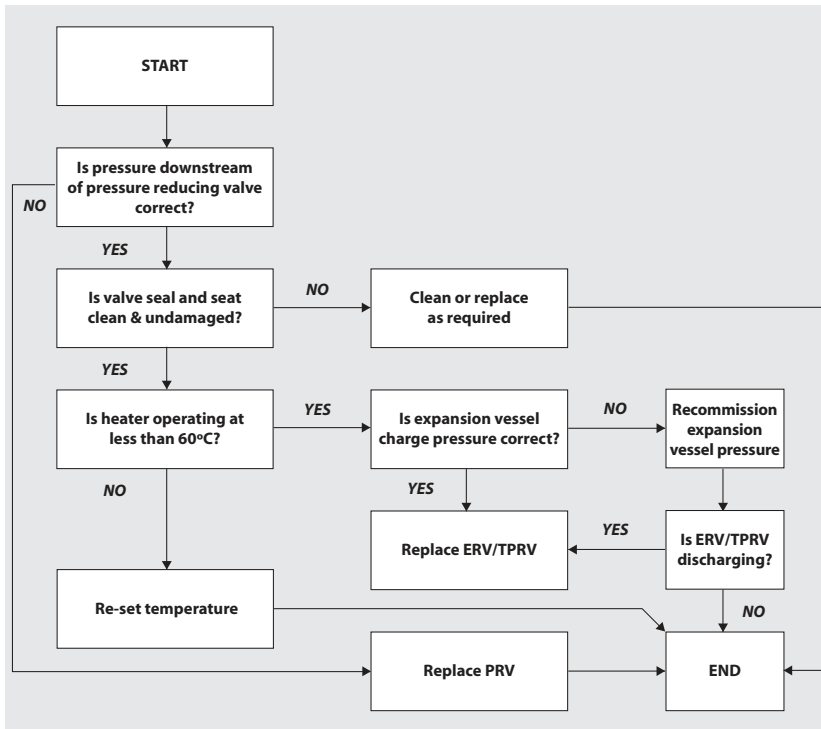 START
Is pressure downstream
of pressure reducing valve
correct?
NO
YES
Is valve seal and seat
clean & undamaged?
NO
Clean or replace
as required
YES
Is heater operating at
less than 60ºC?
YES
Is expansion vessel
charge pressure correct?
NO
Recommission
expansion
vessel pressure
NO
YES
Replace ERV/TPRV
YES
Is ERV/TPRV
discharging?
Re-set temperature
NO
Replace PRV
END